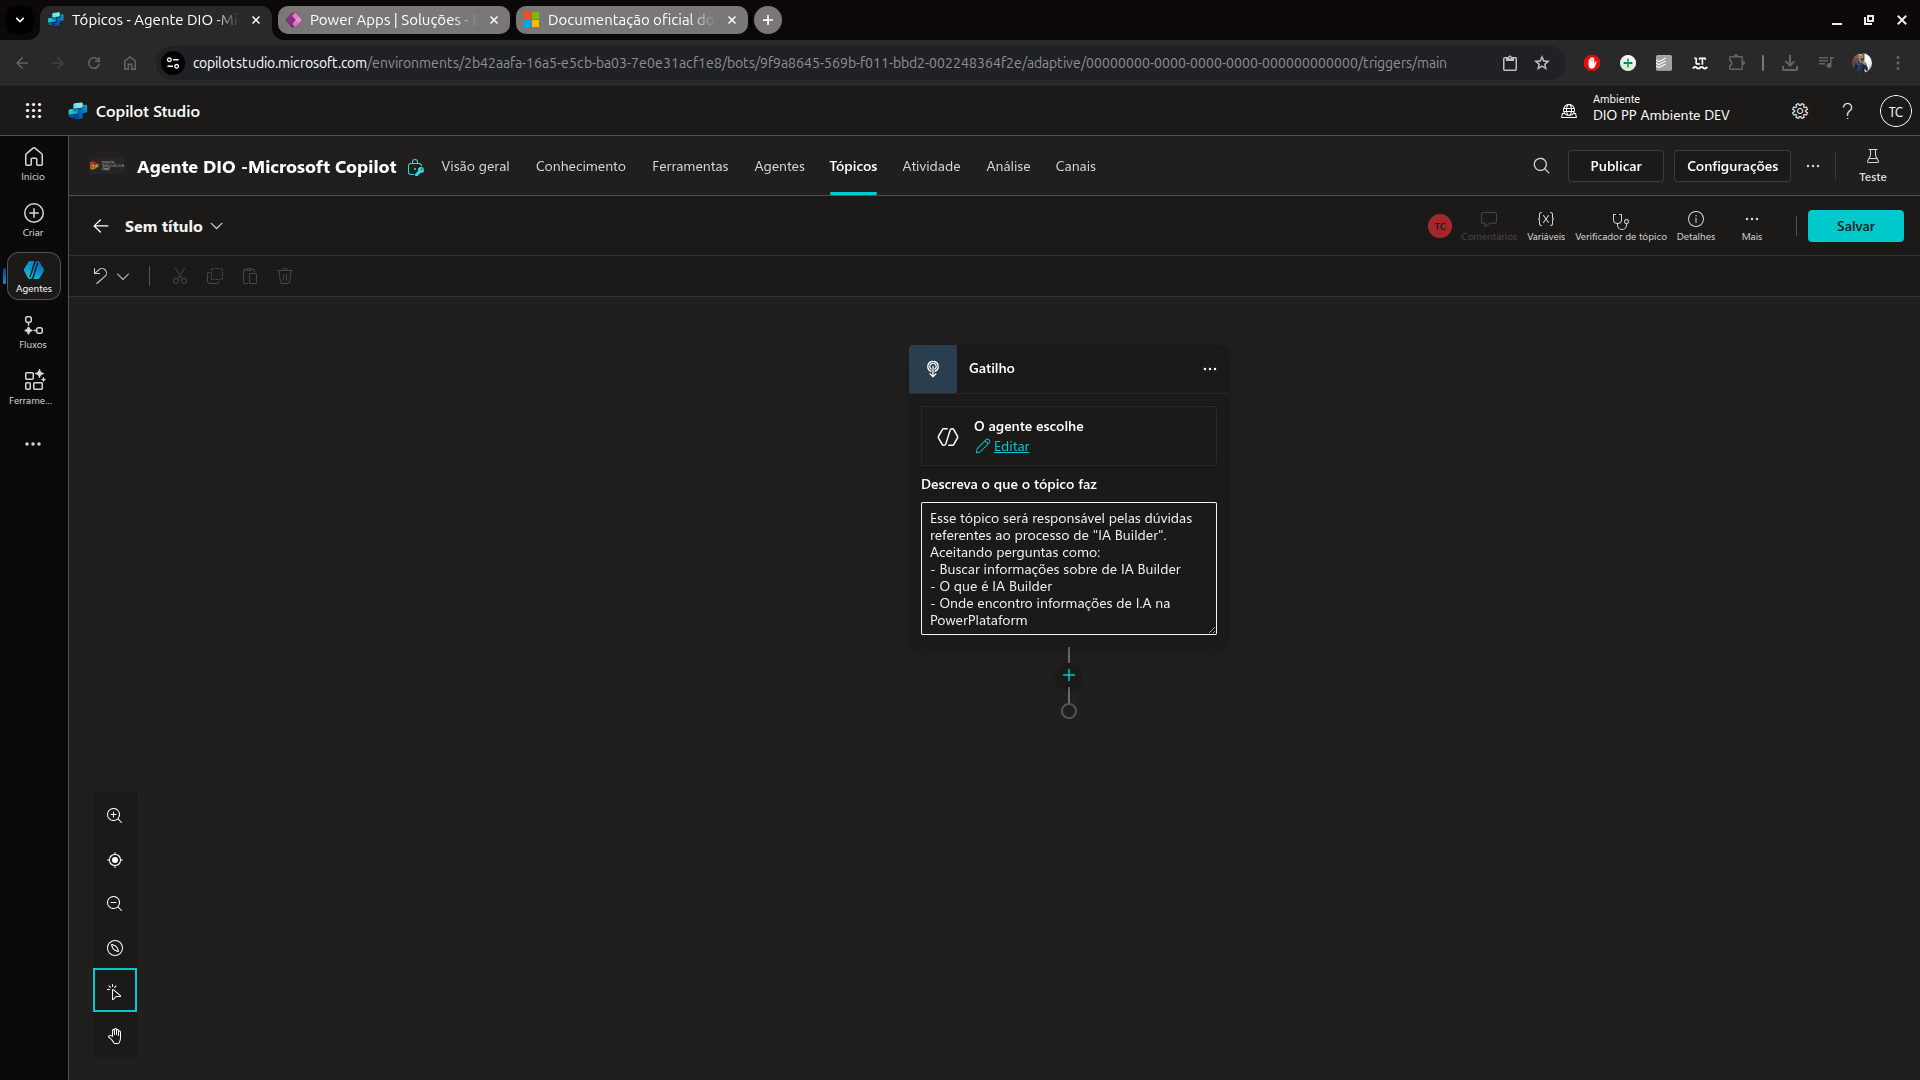 Tópicos - Agente DIO -Mi
Power Apps | Soluções -
Documentação oficial do
copilotstudio.microsoft.com/environments/2b42aafa-16a5-e5cb-ba03-7e0e31acf1e8/bots/9f9a8645-569b-f011-bbd2-002248364f2e/adaptive/00000000-0000-0000-0000-000000000000/triggers/main
Copilot Studio
Ambiente
DIO PP Ambiente DEV
TC
Início
Criar
Agentes
Fluxos
Ferrame...
Agente DIO -Microsoft Copilot
Visão geral
Conhecimento
Ferramentas
Agentes
Tópicos
Atividade
Análise
Canais
Publicar
Configurações
Teste
Sem título
TC
Comentários
Variáveis
Verificador de tópico
Detalhes
Mais
Salvar
Gatilho
O agente escolhe
Editar
Descreva o que o tópico faz
Esse tópico será responsável pelas dúvidas
referentes ao processo de "IA Builder".
Aceitando perguntas como:
- Buscar informações sobre de IA Builder
- O que é IA Builder
- Onde encontro informações de I.A na
PowerPlataform